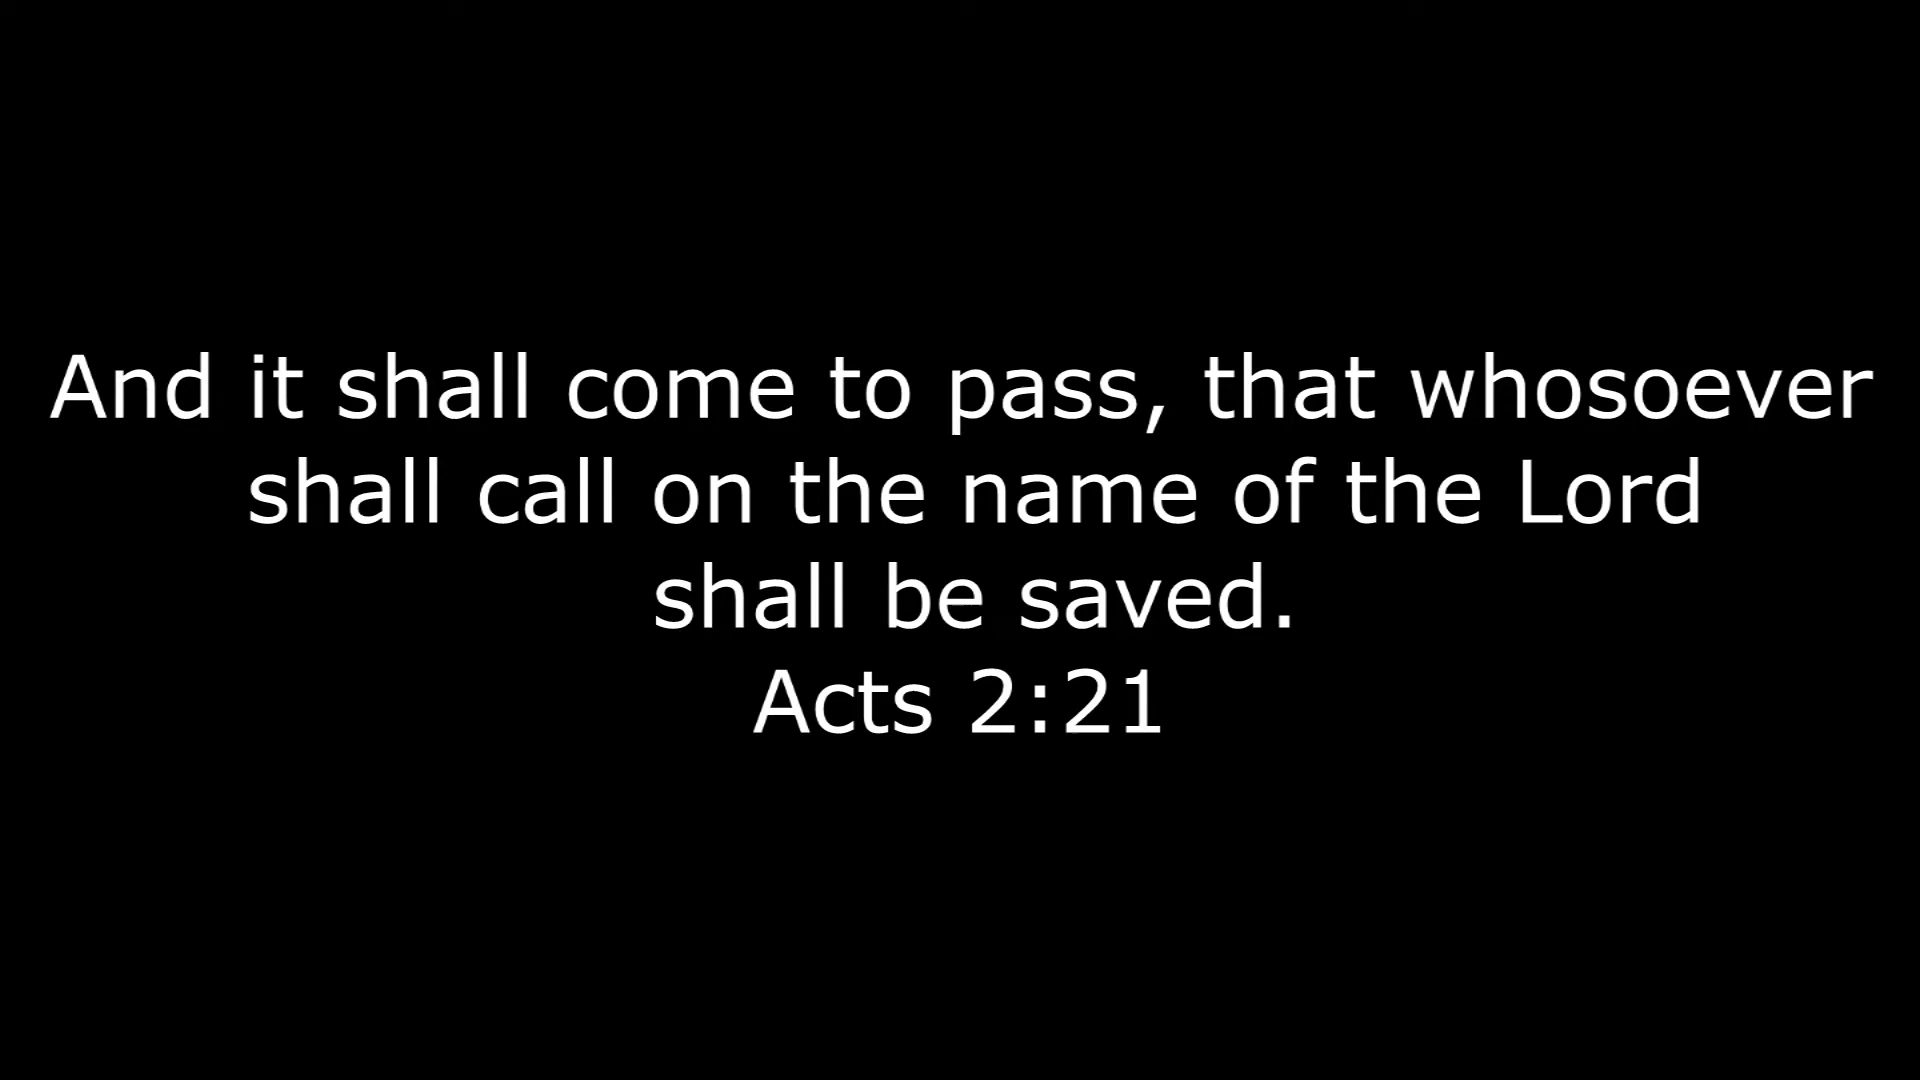 And it shall come to pass, that whosoever
shall call on the name of the Lord
shall be saved.
Acts 2:21